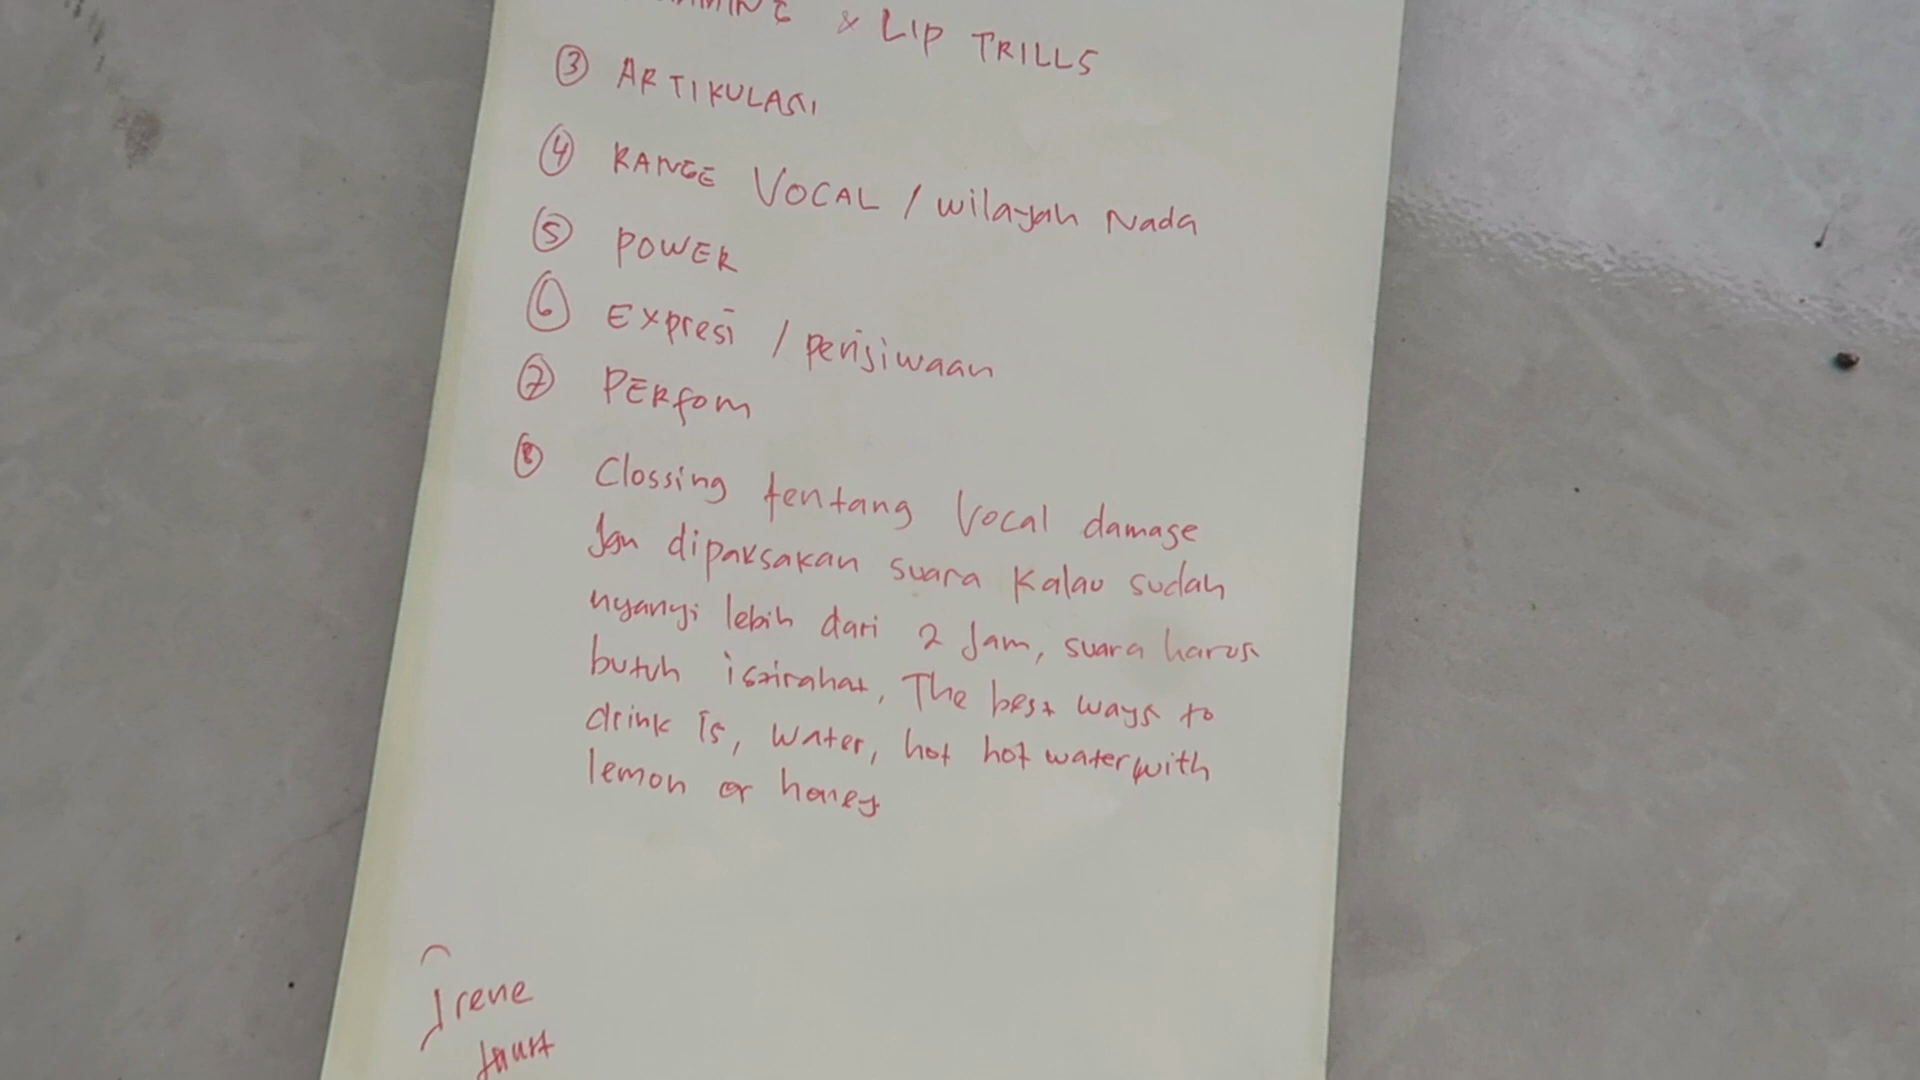 & LIP TRILLS
③ ARTIKULASI
④ RANGE VOCAL / wilayah Nada
⑤ POWER
⑥ EXpresi / penjiwaan
⑦ PERfom
⑧ Clossing tentang Vocal damage
Jgn dipaksakan suara kalau sudah
nyanyi lebih dari 2 Jam, suara harus
butuh istirahat, The best ways to
drink is, water, hot hot water with
lemon or honey
Irene